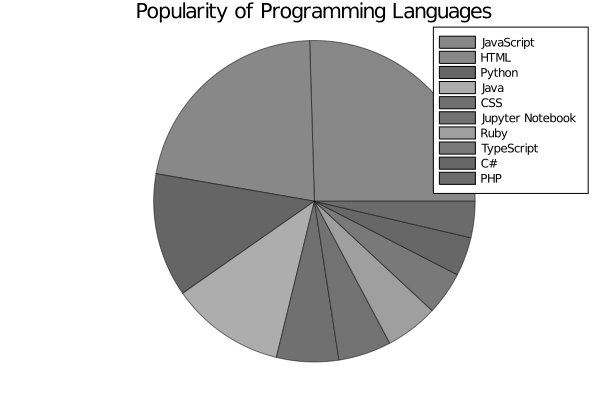 Popularity of Programming Languages
JavaScript
HTML
Python
Java
CSS
Jupyter Notebook
Ruby
TypeScript
C#
PHP